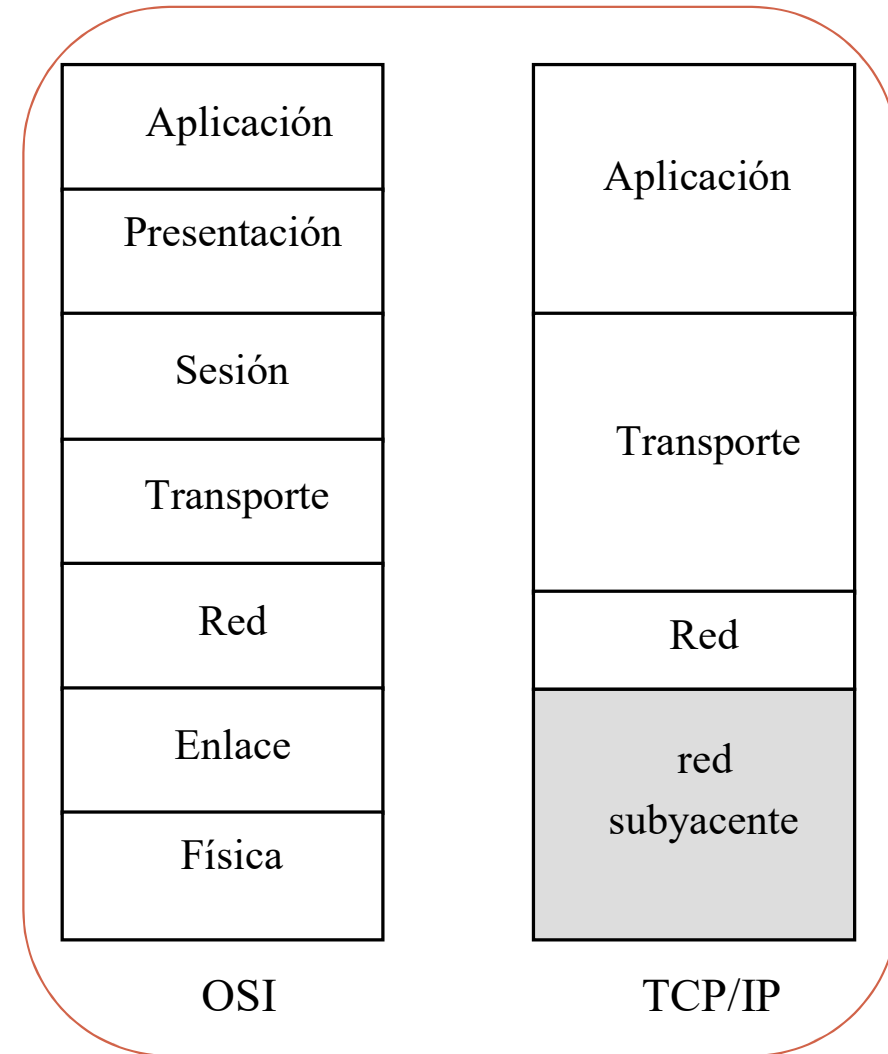 Aplicación
Presentación
Sesión
Transporte
Red
Enlace
Física
OSI
Aplicación
Transporte
Red
red
subyacente
TCP/IP